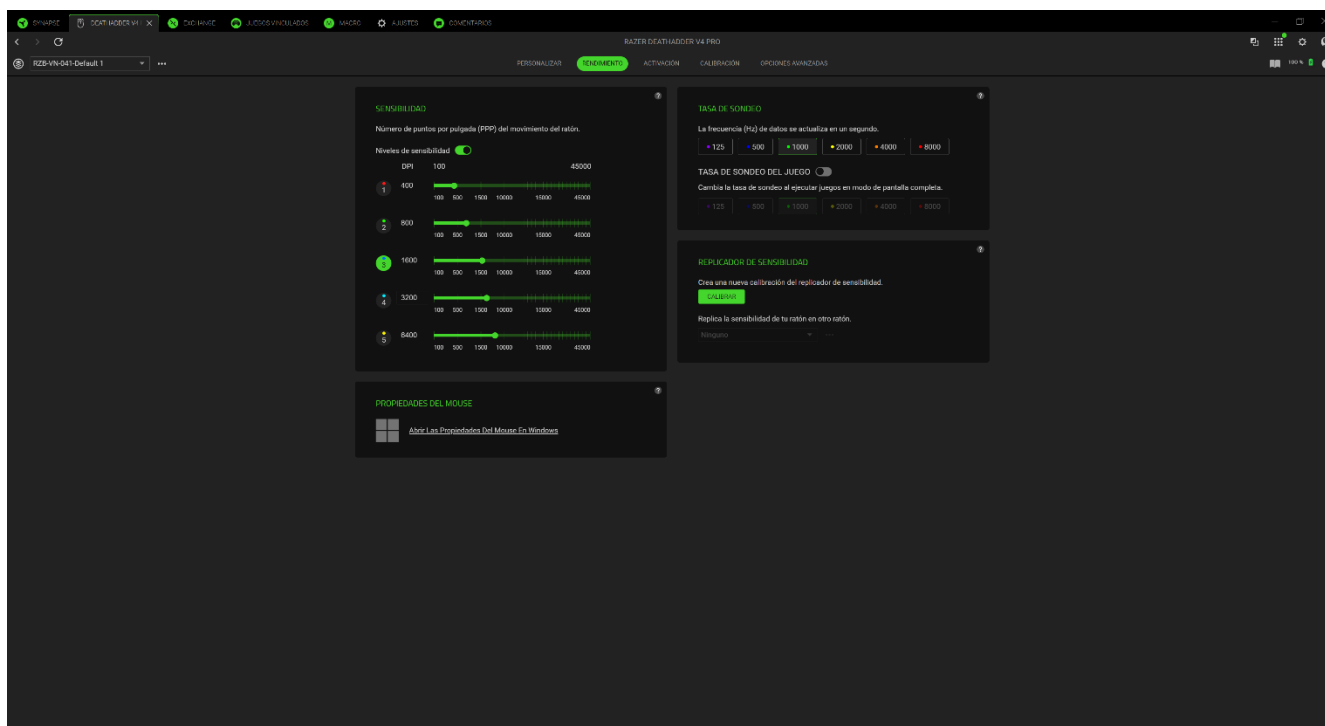 SYNAPSE
EXCHANGE
JUEGOS VINCULADOS
MACRO
AJUSTES
COMENTARIOS
RAZER DEATHADDER V4 PRO
RZB-VN-041-Default 1
PERSONALIZAR
RENDIMIENTO
ACTIVACIÓN
CALIBRACIÓN
OPCIONES AVANZADAS
100 %
SENSIBILIDAD
?
Número de puntos por pulgada (PPP) del movimiento del ratón.
Niveles de sensibilidad
DPI 100 45000
1 400
100 500 1500 10000 15000 45000
2 800
100 500 1500 10000 15000 45000
3 1600
100 500 1500 10000 15000 45000
4 3200
100 500 1500 10000 15000 45000
5 6400
100 500 1500 10000 15000 45000
PROPIEDADES DEL MOUSE
?
Abrir Las Propiedades Del Mouse En Windows
TASA DE SONDEO
?
La frecuencia (Hz) de datos se actualiza en un segundo.
125 500 1000 2000 4000 8000
TASA DE SONDEO DEL JUEGO
Cambia la tasa de sondeo al ejecutar juegos en modo de pantalla completa.
125 500 1000 2000 4000 8000
REPLICADOR DE SENSIBILIDAD
?
Crea una nueva calibración del replicador de sensibilidad.
CALIBRAR
Replica la sensibilidad de tu ratón en otro ratón.
Ninguno